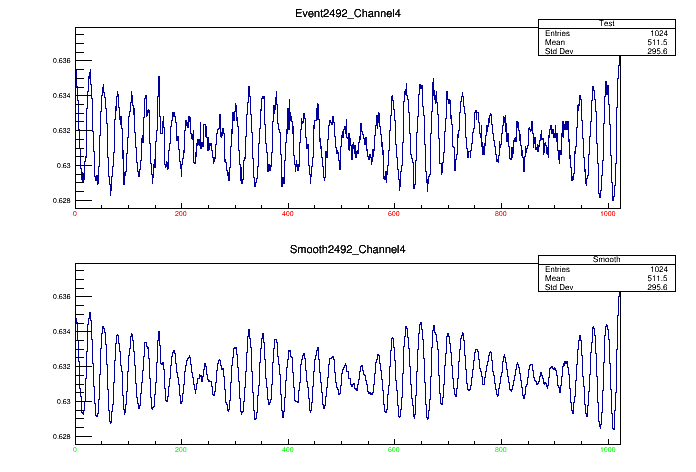 Event2492_Channel4
Test
Entries 1024
Mean 511.5
Std Dev 295.6
0.636
0.634
0.632
0.63
0.628
0 200 400 600 800 1000
Smooth2492_Channel4
Smooth
Entries 1024
Mean 511.5
Std Dev 295.6
0.636
0.634
0.632
0.63
0.628
0 200 400 600 800 1000